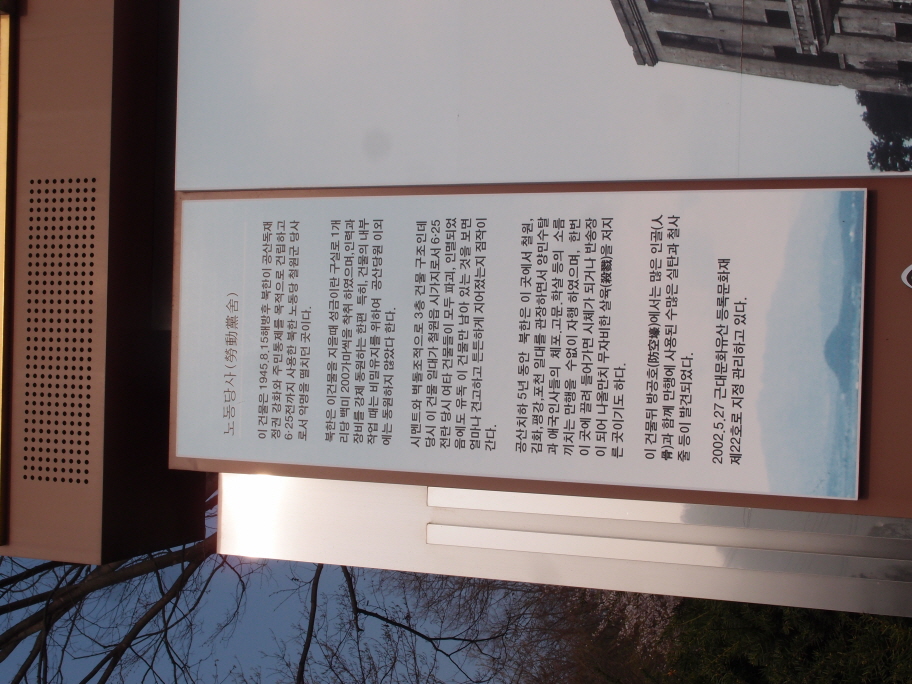 노동당사 (勞動黨舍)
이 건물은 1945.8.15해방후 북한이 공산독재
정권 강화와 주민통제를 목적으로 건립하고
6·25전까지 사용한 북한 노동당 철원군 당사
로서 악명을 떨치던 곳이다.
북한은 이건물을 지을때 성금이란 구실로 1개
리당 백미 200가마씩을 착취 하였으며,인력과
장비를 강제 동원하는 한편 특히, 건물의 내부
작업 때는 비밀유지를 위하여 공산당원 이외
에는 동원하지 않았다 한다.
시멘트와 벽돌조적으로 3층 건물 구조인데
당시 이 건물 일대가 철원읍 시가지로서 6·25
전란 당시 여타 건물들이 모두 파괴, 인멸되었
음에도 유독 이 건물만 남아 있는 것을 보면
얼마나 견고하고 튼튼하게 지어졌는지 짐작이
간다.
공산치하 5년 동안 북한은 이 곳에서 철원,
김화,평강,포천 일대를 관장하면서 양민수탈
과 애국인사들의 체포,고문,학살 등의 소름
끼치는 만행을 수없이 자행 하였으며, 한번
이 곳에 끌려 들어가면 시체가 되거나 반송장
이 되어 나올만치 무자비한 살육(殺戮)을 저지
른 곳이기도 하다.
이 건물뒤 방공호(防空壕)에서는 많은 인골(人
骨)과 함께 만행에 사용된 수많은 실탄과 철사
줄 등이 발견되었다.
2002.5.27 근대문화유산 등록문화재
제22호로 지정 관리하고 있다.